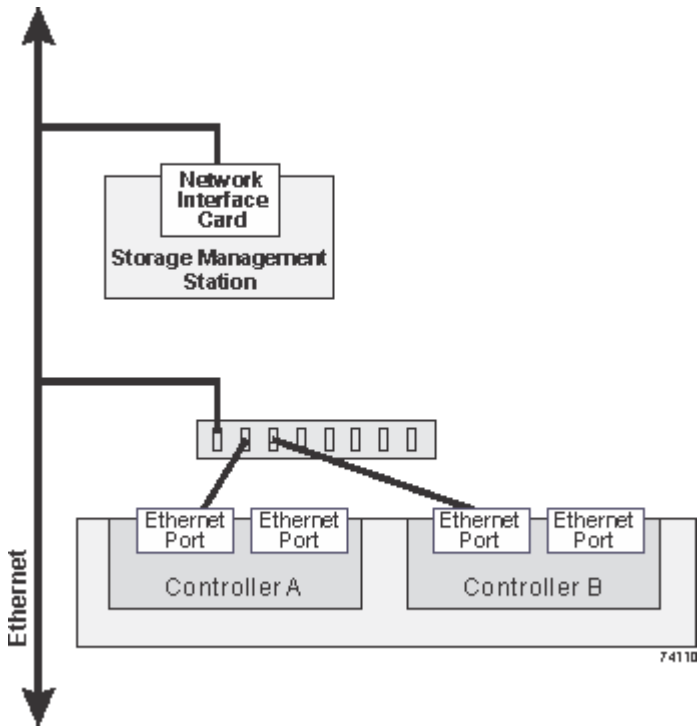 Network
Interface
Card
Storage Management
Station
Ethernet
Port
Ethernet
Port
Ethernet
Port
Ethernet
Port
Controller A
Controller B
Ethernet
74110